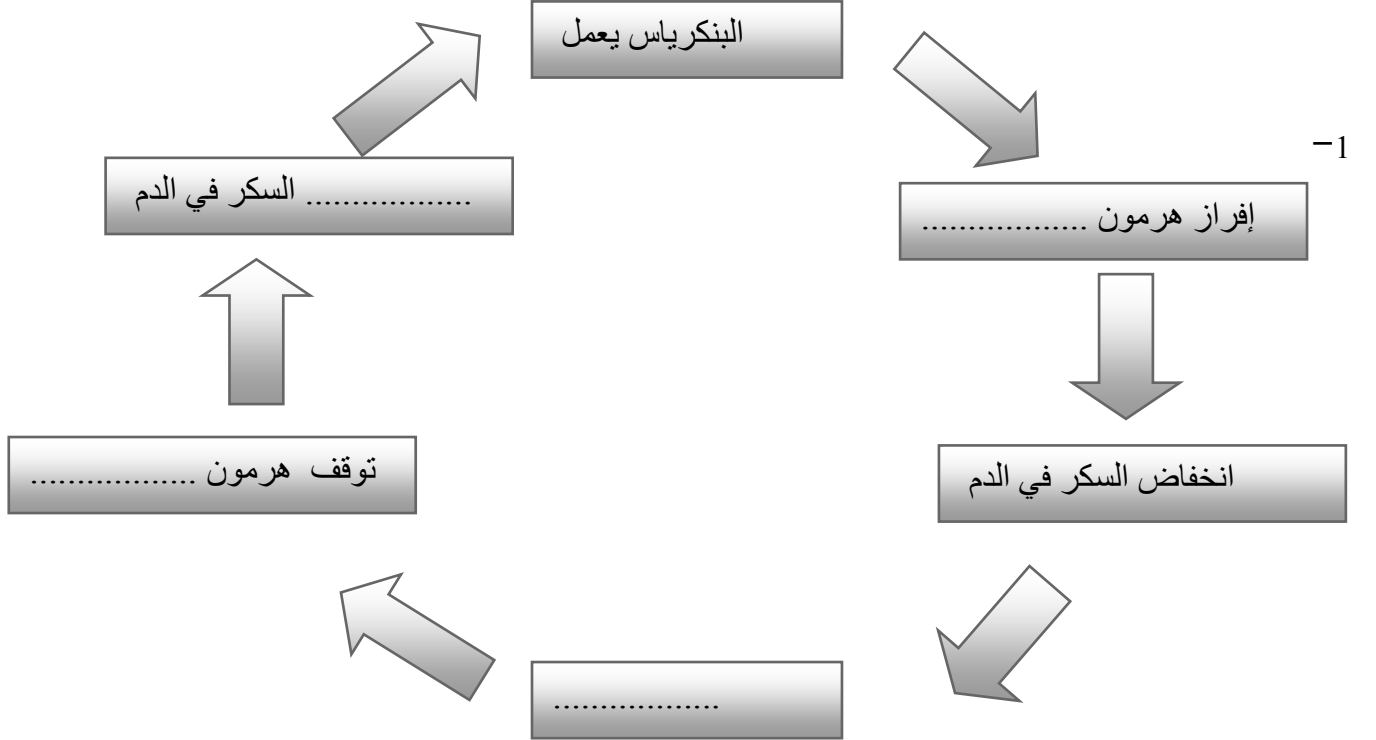 البنكرياس يعمل
1–
إفراز هرمون ..................
انخفاض السكر في الدم
..................
توقف هرمون ..................
.................. السكر في الدم